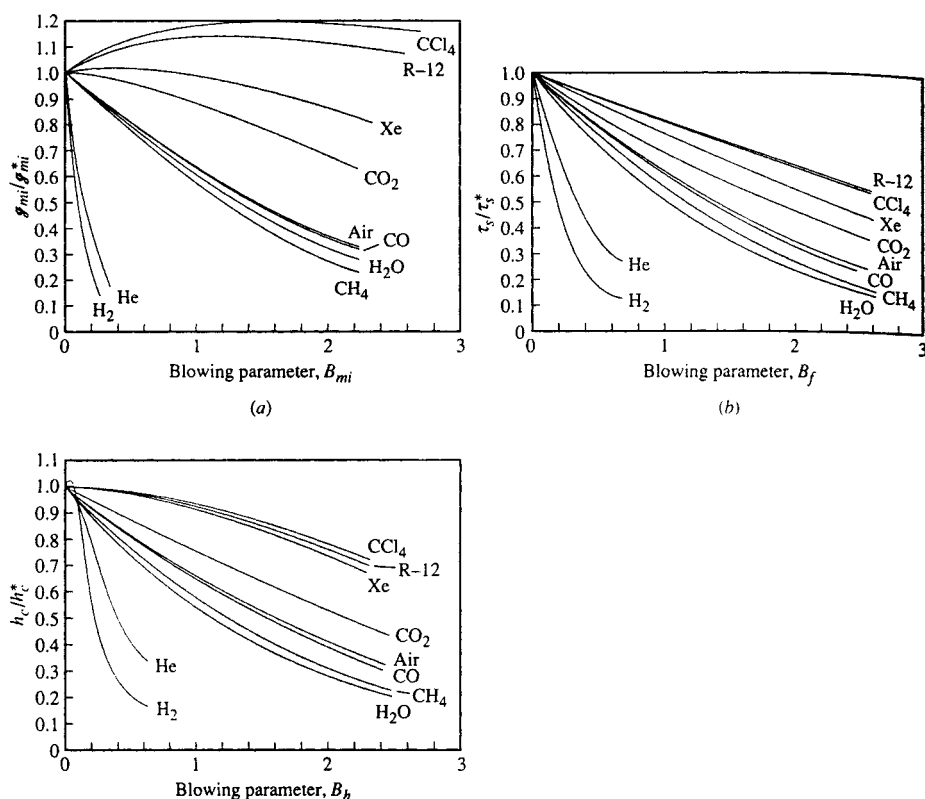 1.2
1.1
1.0
0.9
0.8
0.7
0.6
0.5
0.4
0.3
0.2
0.1
0
g_mi/g*_mi
CCl4
R–12
Xe
CO2
Air
CO
H2O
CH4
He
H2
0 1 2 3
Blowing parameter, B_mi
(a)
1.0
0.9
0.8
0.7
0.6
0.5
0.4
0.3
0.2
0.1
0
τ_s/τ*_s
R–12
CCl4
Xe
CO2
Air
CO
CH4
H2O
He
H2
0 1 2 3
Blowing parameter, B_f
(b)
1.1
1.0
0.9
0.8
0.7
0.6
0.5
0.4
0.3
0.2
0.1
0
h_c/h*_c
CCl4
R–12
Xe
CO2
Air
CO
CH4
H2O
He
H2
0 1 2 3
Blowing parameter, B_h